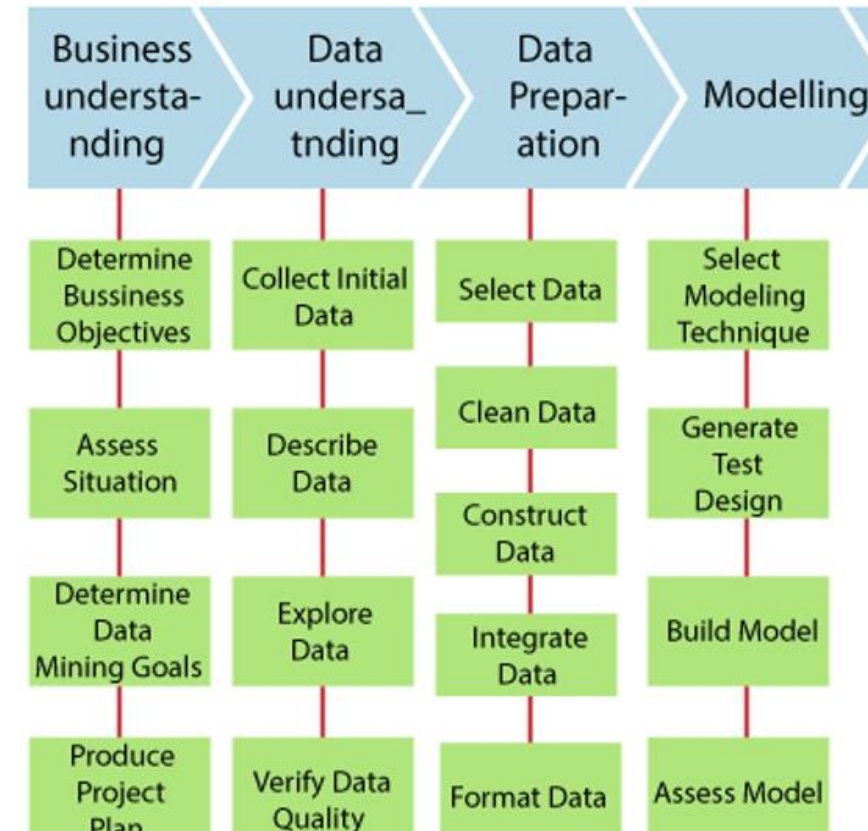 Business
understa-
nding
Data
undersa_
tnding
Data
Prepar-
ation
Modelling
Determine
Bussiness
Objectives
Assess
Situation
Determine
Data
Mining Goals
Produce
Project
Plan
Collect Initial
Data
Describe
Data
Explore
Data
Verify Data
Quality
Select Data
Clean Data
Construct
Data
Integrate
Data
Format Data
Select
Modeling
Technique
Generate
Test
Design
Build Model
Assess Model